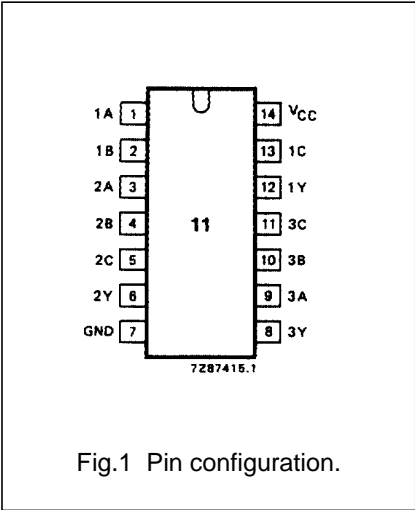 1A 1 14 VCC
1B 2 13 1C
2A 3 12 1Y
2B 4 11 11 3C
2C 5 10 3B
2Y 6 9 3A
GND 7 8 3Y
7287415.1
Fig.1 Pin configuration.